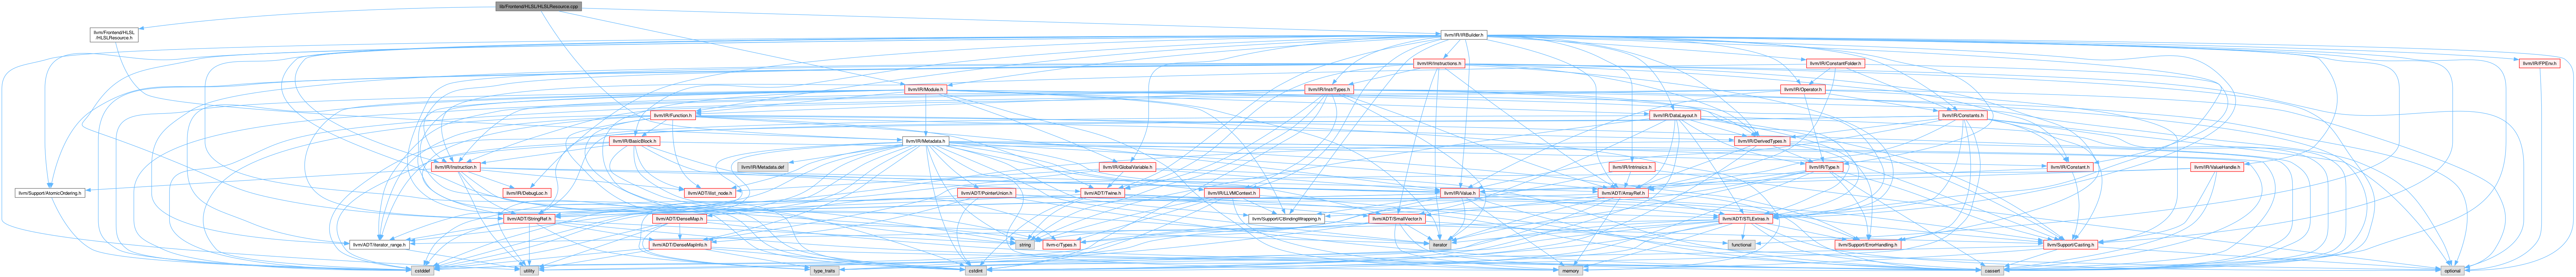 lib/Frontend/HLSL/HLSLResource.cpp
llvm/Frontend/HLSL
/HLSLResource.h
llvm/IR/IRBuilder.h
llvm/IR/Instructions.h
llvm/IR/ConstantFolder.h
llvm/IR/FPEnv.h
llvm/IR/Module.h
llvm/IR/InstrTypes.h
llvm/IR/Operator.h
llvm/IR/Function.h
llvm/IR/DataLayout.h
llvm/IR/Constants.h
llvm/IR/BasicBlock.h
llvm/IR/Metadata.h
llvm/IR/DerivedTypes.h
llvm/IR/Instruction.h
llvm/IR/Metadata.def
llvm/IR/GlobalVariable.h
llvm/IR/Intrinsics.h
llvm/IR/Type.h
llvm/IR/Constant.h
llvm/IR/ValueHandle.h
llvm/Support/AtomicOrdering.h
llvm/IR/DebugLoc.h
llvm/ADT/ilist_node.h
llvm/ADT/PointerUnion.h
llvm/ADT/Twine.h
llvm/IR/LLVMContext.h
llvm/IR/Value.h
llvm/ADT/ArrayRef.h
llvm/ADT/StringRef.h
llvm/ADT/DenseMap.h
llvm/Support/CBindingWrapping.h
llvm/ADT/SmallVector.h
llvm/ADT/STLExtras.h
llvm/ADT/iterator_range.h
llvm/ADT/DenseMapInfo.h
string
llvm-c/Types.h
iterator
functional
llvm/Support/ErrorHandling.h
llvm/Support/Casting.h
cstddef
utility
type_traits
cstdint
memory
cassert
optional